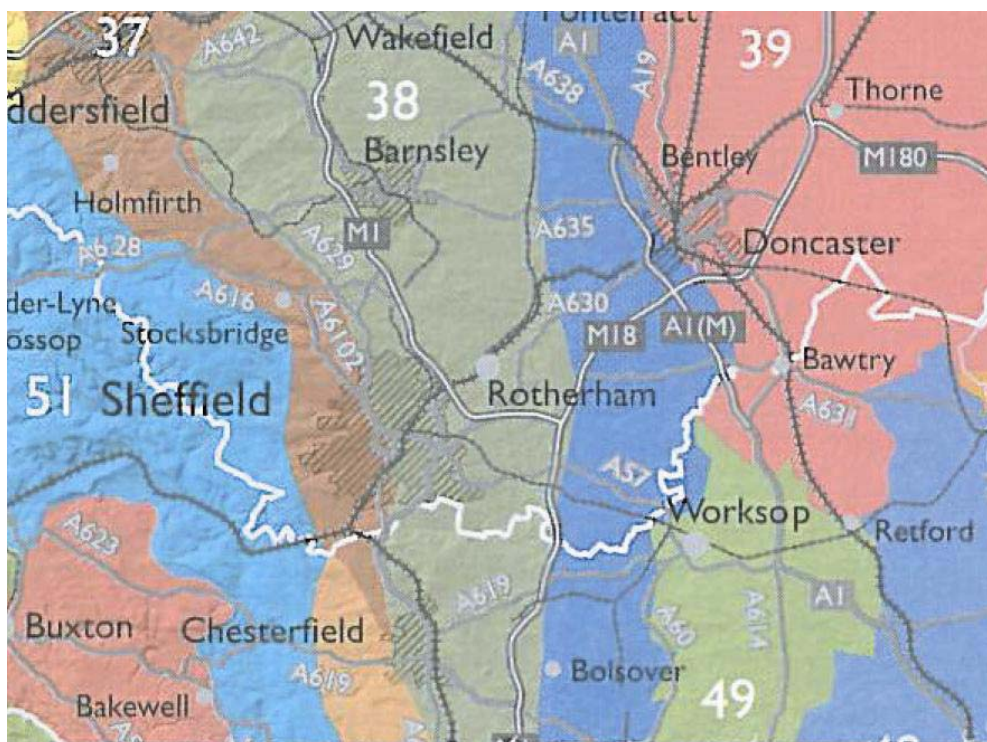 37
A642
Wakefield
Pontefract
A1
A19
39
A638
38
Thorne
ddersfield
Barnsley
Bentley
M180
Holmfirth
M1
A635
Doncaster
A628
A629
der-Lyne
A616
A630
ossop
Stocksbridge
A6102
M18
A1(M)
Bawtry
51
Sheffield
Rotherham
A631
A57
Worksop
Retford
A623
A619
A1
Buxton
Chesterfield
A60
A614
Bolsover
A619
Bakewell
49